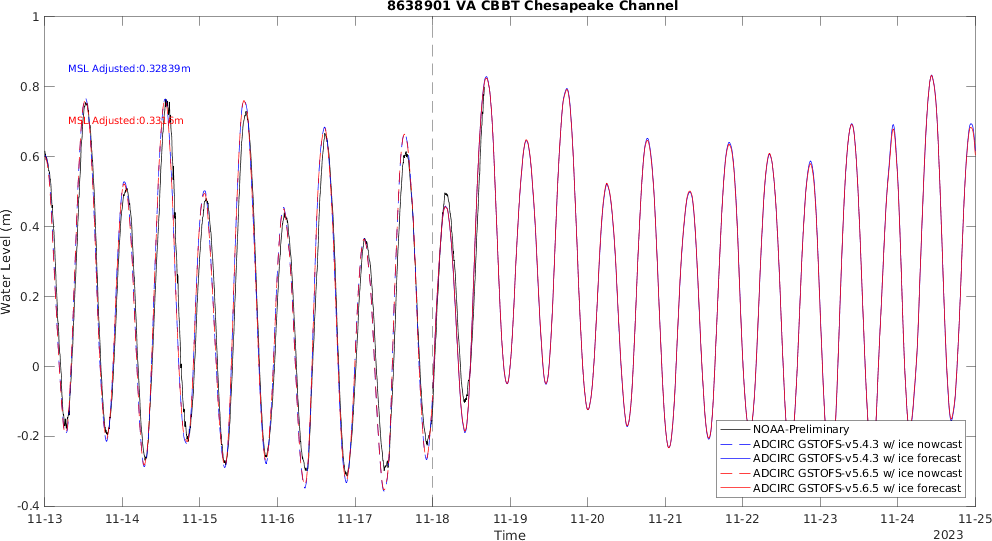 8638901 VA CBBT Chesapeake Channel
1
0.8
0.6
0.4
0.2
0
-0.2
-0.4
Water Level (m)
MSL Adjusted:0.32839m
MSL Adjusted:0.3316m
NOAA-Preliminary
ADCIRC GSTOFS-v5.4.3 w/ ice nowcast
ADCIRC GSTOFS-v5.4.3 w/ ice forecast
ADCIRC GSTOFS-v5.6.5 w/ ice nowcast
ADCIRC GSTOFS-v5.6.5 w/ ice forecast
11-13 11-14 11-15 11-16 11-17 11-18 11-19 11-20 11-21 11-22 11-23 11-24 11-25
Time
2023